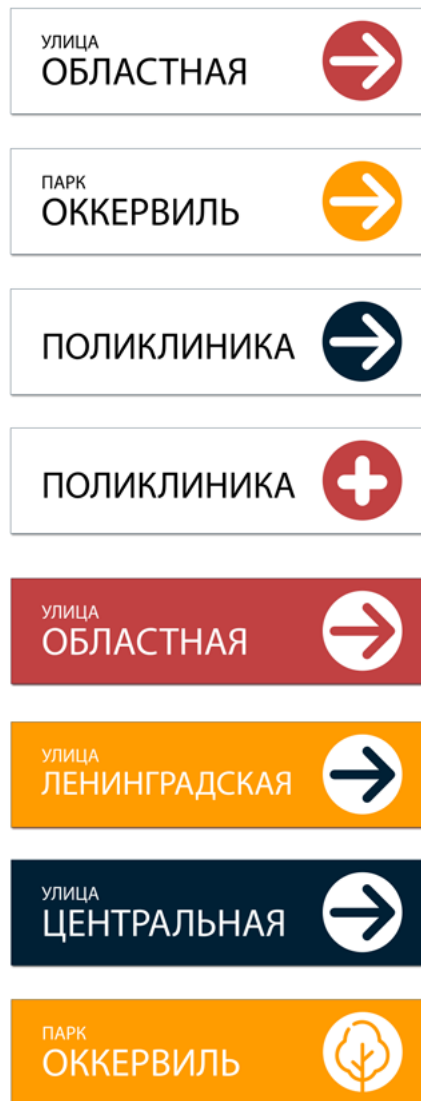 УЛИЦА
ОБЛАСТНАЯ
ПАРК
ОККЕРВИЛЬ
ПОЛИКЛИНИКА
ПОЛИКЛИНИКА
УЛИЦА
ОБЛАСТНАЯ
УЛИЦА
ЛЕНИНГРАДСКАЯ
УЛИЦА
ЦЕНТРАЛЬНАЯ
ПАРК
ОККЕРВИЛЬ